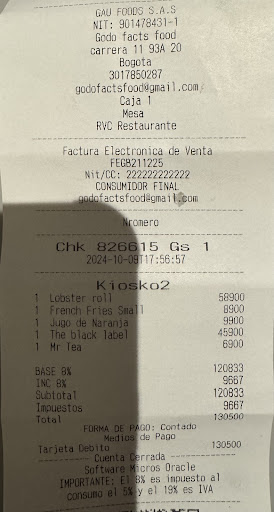 GAU FOODS S.A.S
NIT: 901478431-1
Godo facts food
carrera 11 93A 20
Bogota
3017850287
godofactsfood@gmail.com
Caja 1
Mesa
RVC Restaurante
Factura Electronica de Venta
FEGB211225
Nit/CC: 222222222222
CONSUMIDOR FINAL
godofactsfood@gmail.com
Nromero
Chk 826615 Gs 1
2024-10-09T17:56:57
Kiosko2
1 Lobster roll 58900
1 French Fries Small 8900
1 Jugo de Naranja 9900
1 The black label 45900
1 Mr Tea 6900
BASE 8% 120833
INC 8% 9667
Subtotal 120833
Impuestos 9667
Total 130500
FORMA DE PAGO: Contado
Medios de Pago
Tarjeta Debito 130500
Cuenta Cerrada
Software Micros Oracle
IMPORTANTE: El 8% es impuesto al
consumo el 5% y el 19% es IVA